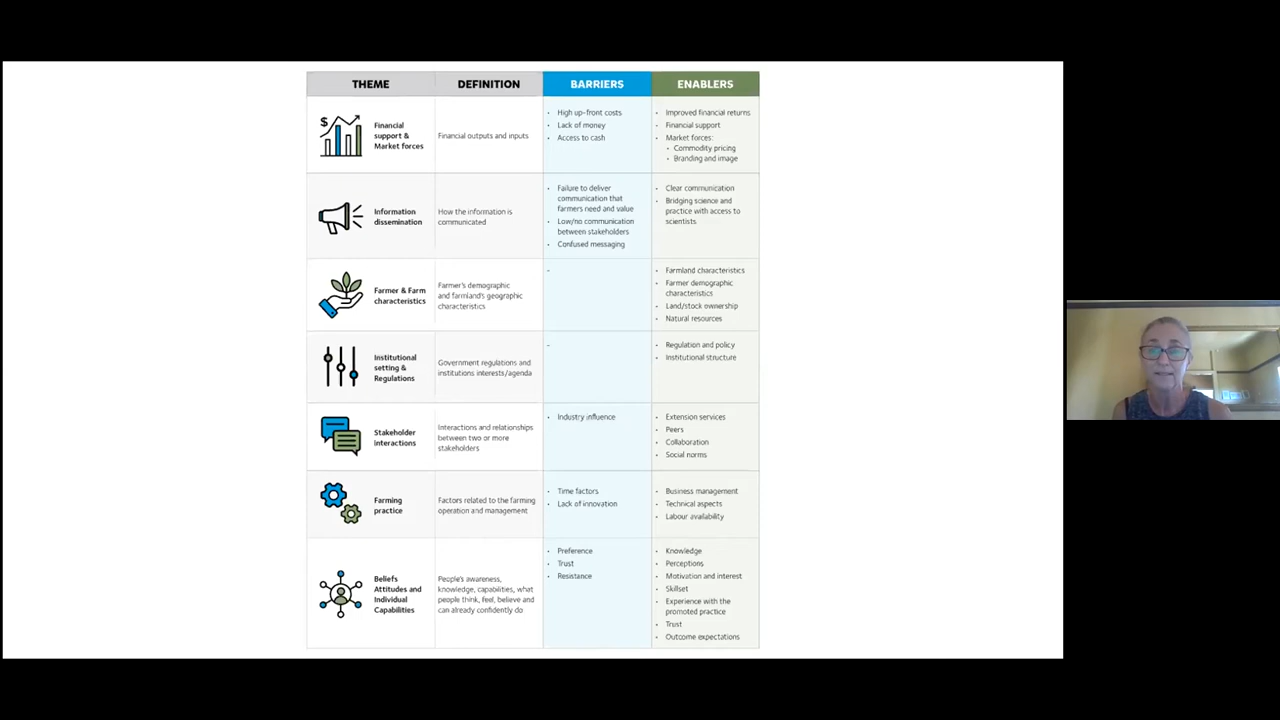 THEME DEFINITION BARRIERS ENABLERS
$
Financial
support &
Market forces
Financial outputs and inputs
• High up-front costs
• Lack of money
• Access to cash
• Improved financial returns
• Financial support
• Market forces:
• Commodity pricing
• Branding and image
Information
dissemination
How the information is
communicated
• Failure to deliver
communication that
farmers need and value
• Low/no communication
between stakeholders
• Confused messaging
• Clear communication
• Bridging science and
practice with access to
scientists
Farmer & Farm
characteristics
Farmer's demographic
and farmland's geographic
characteristics
-
• Farmland characteristics
• Farmer demographic
characteristics
• Land/stock ownership
• Natural resources
Institutional
setting &
Regulations
Government regulations and
institutions interests/agenda
-
• Regulation and policy
• Institutional structure
Stakeholder
interactions
Interactions and relationships
between two or more
stakeholders
• Industry influence
• Extension services
• Peers
• Collaboration
• Social norms
Farming
practice
Factors related to the farming
operation and management
• Time factors
• Lack of innovation
• Business management
• Technical aspects
• Labour availability
Beliefs
Attitudes and
Individual
Capabilities
People's awareness,
knowledge, capabilities, what
people think, feel, believe and
can already confidently do
• Preference
• Trust
• Resistance
• Knowledge
• Perceptions
• Motivation and interest
• Skillset
• Experience with the
promoted practice
• Trust
• Outcome expectations